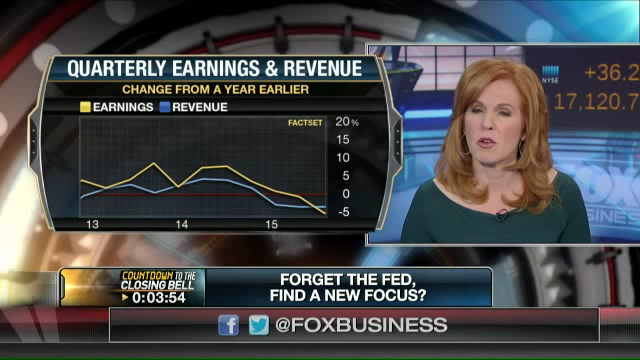 QUARTERLY EARNINGS & REVENUE
CHANGE FROM A YEAR EARLIER
EARNINGS REVENUE
FACTSET
20%
15
10
5
0
-5
13 14 15
NYSE
+36.2
17,120.7
FOX
BUSINESS
COUNTDOWN TO THE
CLOSING BELL
0:03:54
FORGET THE FED,
FIND A NEW FOCUS?
@FOXBUSINESS